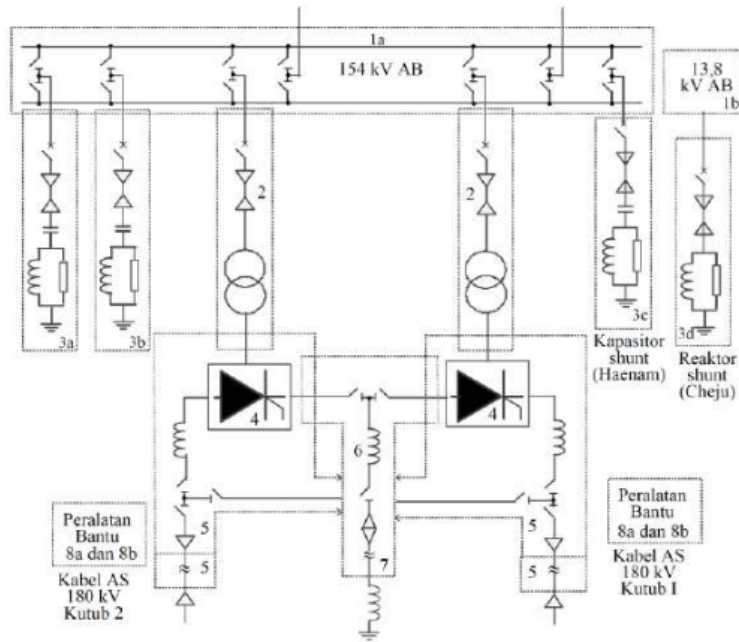 1a
154 kV AB
13,8
kV AB
1b
2
2
3a
3b
3c
3d
Kapasitor
shunt
(Haenam)
Reaktor
shunt
(Cheju)
4
4
6
Peralatan
Bantu
8a dan 8b
Kabel AS
180 kV
Kutub 2
5
5
7
5
5
Peralatan
Bantu
8a dan 8b
Kabel AS
180 kV
Kutub 1